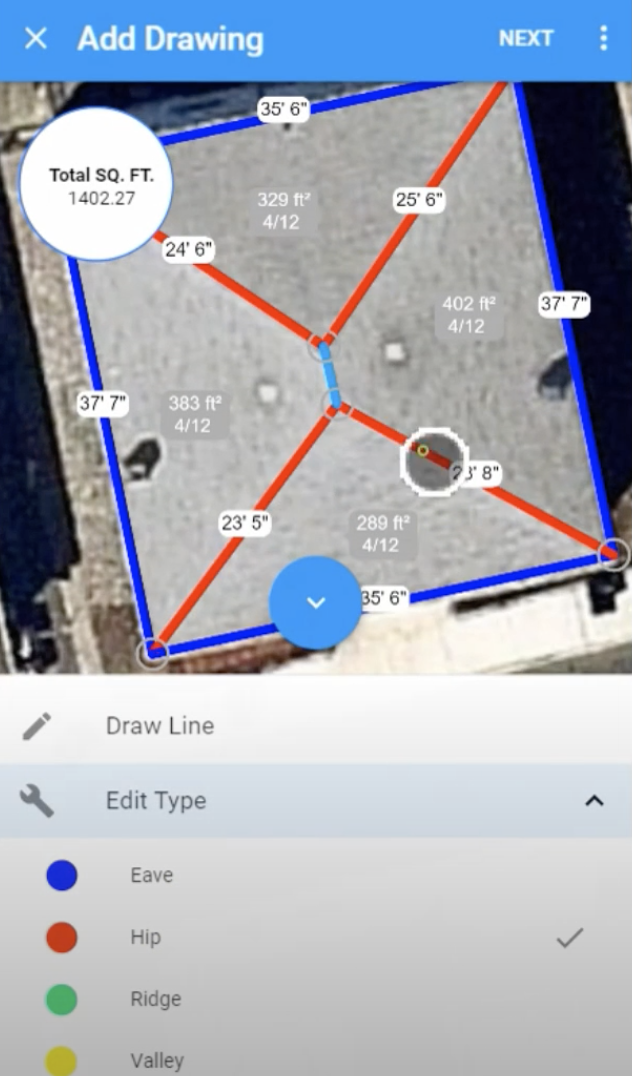 Add Drawing
NEXT
35' 6"
Total SQ. FT.
1402.27
329 ft²
4/12
25' 6"
24' 6"
402 ft²
4/12
37' 7"
37' 7"
383 ft²
4/12
8"
23' 5"
289 ft²
4/12
35' 6"
Draw Line
Edit Type
Eave
Hip
Ridge
Valley